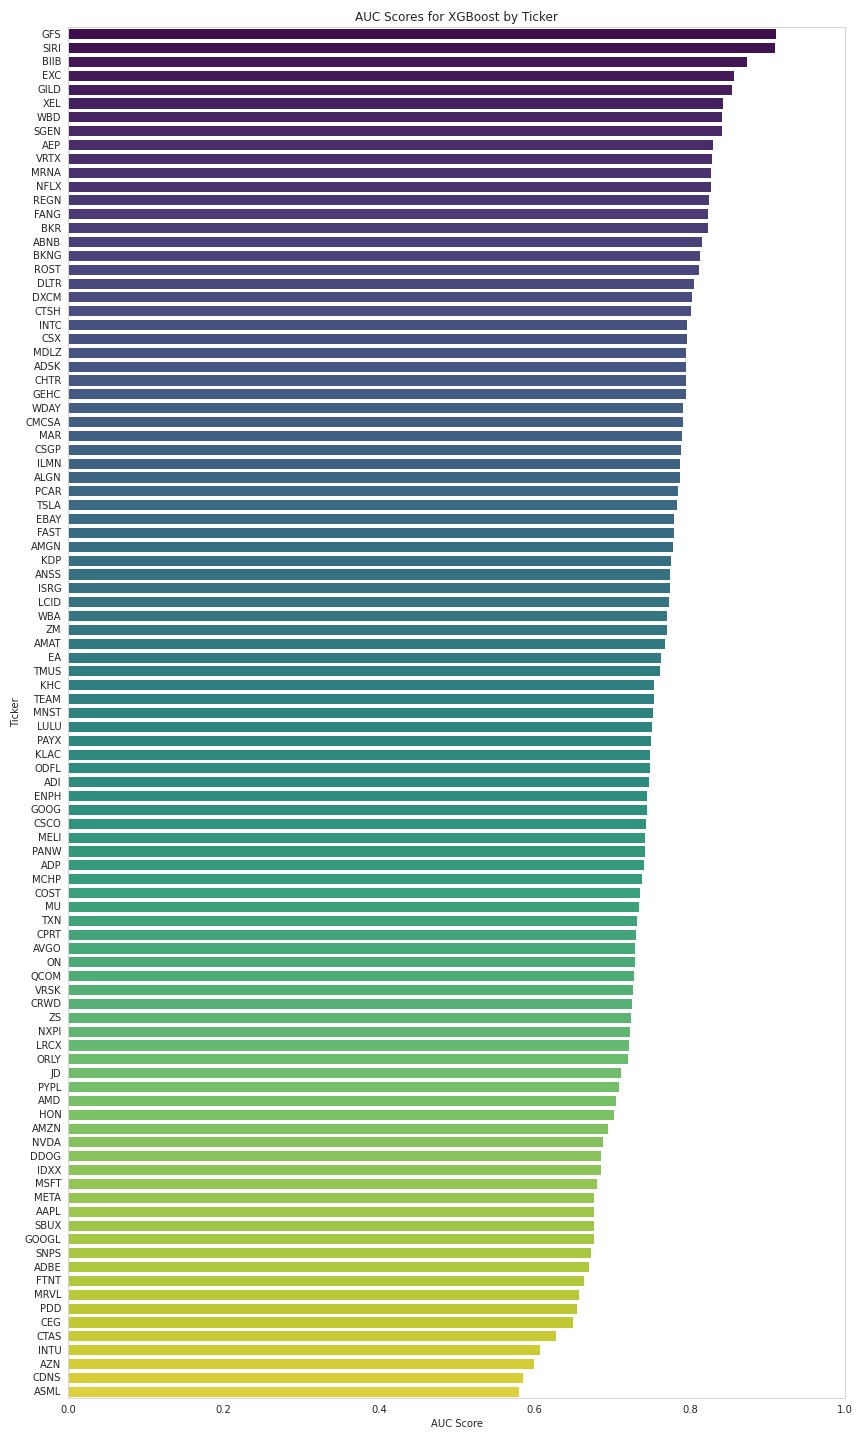 AUC Scores for XGBoost by Ticker
GFS
SIRI
BIIB
EXC
GILD
XEL
WBD
SGEN
AEP
VRTX
MRNA
NFLX
REGN
FANG
BKR
ABNB
BKNG
ROST
DLTR
DXCM
CTSH
INTC
CSX
MDLZ
ADSK
CHTR
GEHC
WDAY
CMCSA
MAR
CSGP
ILMN
ALGN
PCAR
TSLA
EBAY
FAST
AMGN
KDP
ANSS
ISRG
LCID
WBA
ZM
AMAT
EA
TMUS
KHC
TEAM
MNST
LULU
PAYX
KLAC
ODFL
ADI
ENPH
GOOG
CSCO
MELI
PANW
ADP
MCHP
COST
MU
TXN
CPRT
AVGO
ON
QCOM
VRSK
CRWD
ZS
NXPI
LRCX
ORLY
JD
PYPL
AMD
HON
AMZN
NVDA
DDOG
IDXX
MSFT
META
AAPL
SBUX
GOOGL
SNPS
ADBE
FTNT
MRVL
PDD
CEG
CTAS
INTU
AZN
CDNS
ASML
Ticker
0.0 0.2 0.4 0.6 0.8 1.0
AUC Score